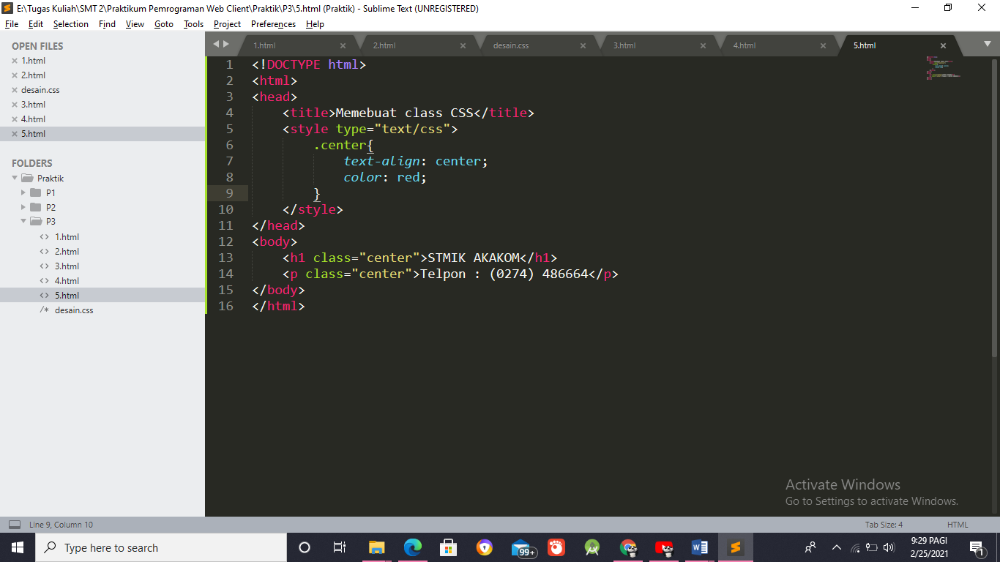 E:\Tugas Kuliah\SMT 2\Praktikum Pemrograman Web Client\Praktik\P3\5.html (Praktik) - Sublime Text (UNREGISTERED)
File Edit Selection Find View Goto Tools Project Preferences Help
OPEN FILES
1.html
2.html
desain.css
3.html
4.html
5.html
FOLDERS
Praktik
P1
P2
P3
<> 1.html
<> 2.html
<> 3.html
<> 4.html
<> 5.html
/* desain.css
1.html 2.html desain.css 3.html 4.html 5.html
1 <!DOCTYPE html>
2 <html>
3 <head>
4 <title>Memebuat class CSS</title>
5 <style type="text/css">
6 .center{
7 text-align: center;
8 color: red;
9 }
10 </style>
11 </head>
12 <body>
13 <h1 class="center">STMIK AKAKOM</h1>
14 <p class="center">Telpon : (0274) 486664</p>
15 </body>
16 </html>
Activate Windows
Go to Settings to activate Windows.
Line 9, Column 10 Tab Size: 4 HTML
Type here to search
99+
9:29 PAGI
2/25/2021
1